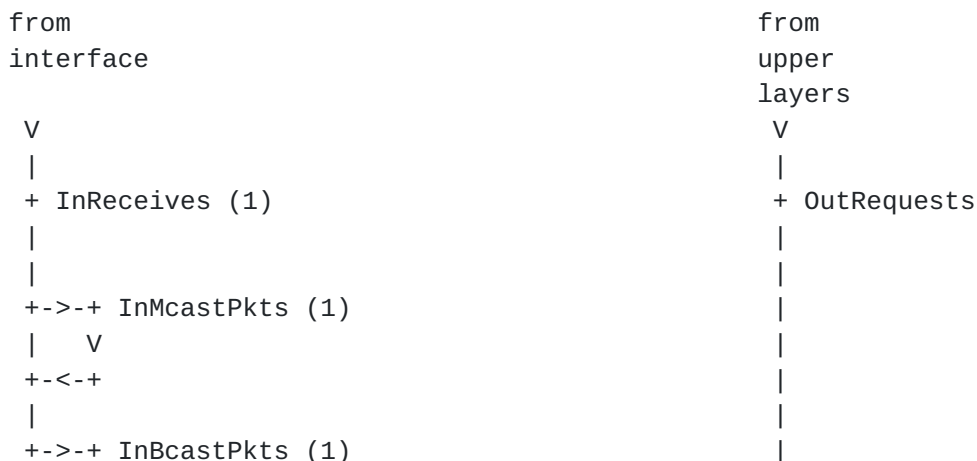 from                                            from
interface                                       upper
                                                layers
 V                                               V
 |                                               |
 + InReceives (1)                                + OutRequests
 |                                               |
 |                                               |
 +->-+ InMcastPkts (1)                           |
 |   V                                           |
 +-<-+                                           |
 |                                               |
 +->-+ InBcastPkts (1)                           |